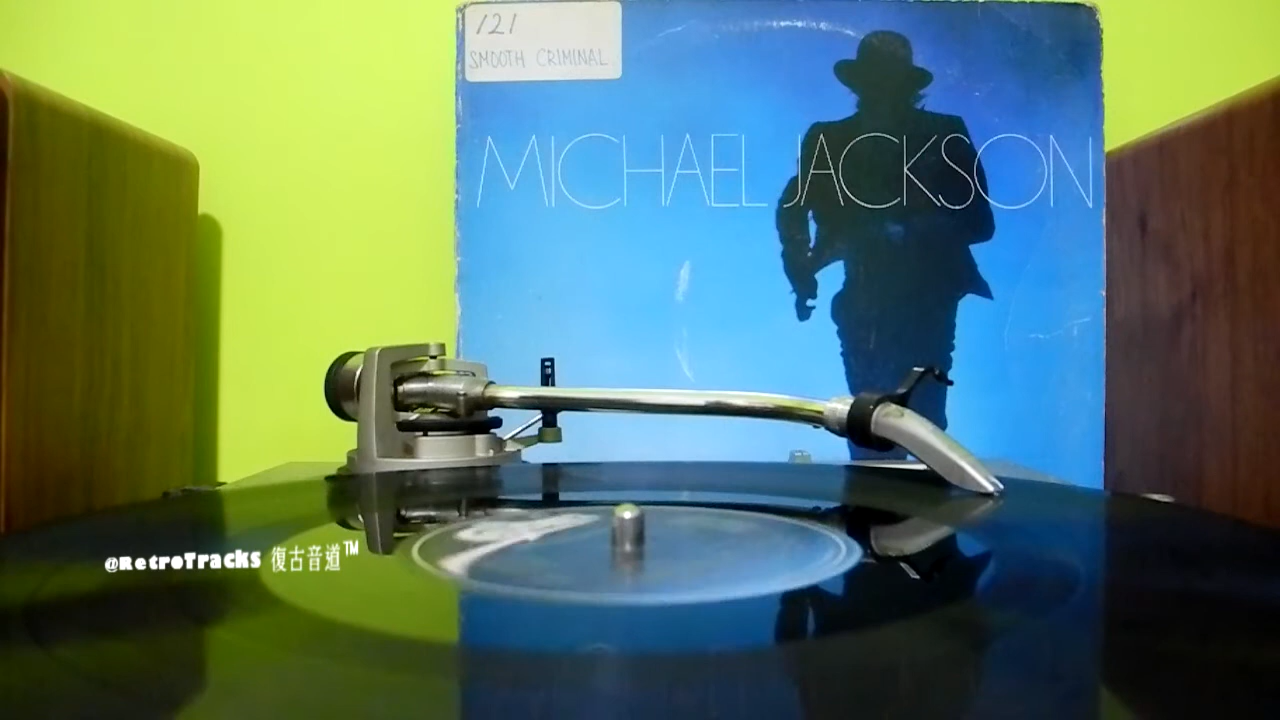 121
SMOOTH CRIMINAL
MICHAEL JACKSON
@RetroTracks 復古音道™